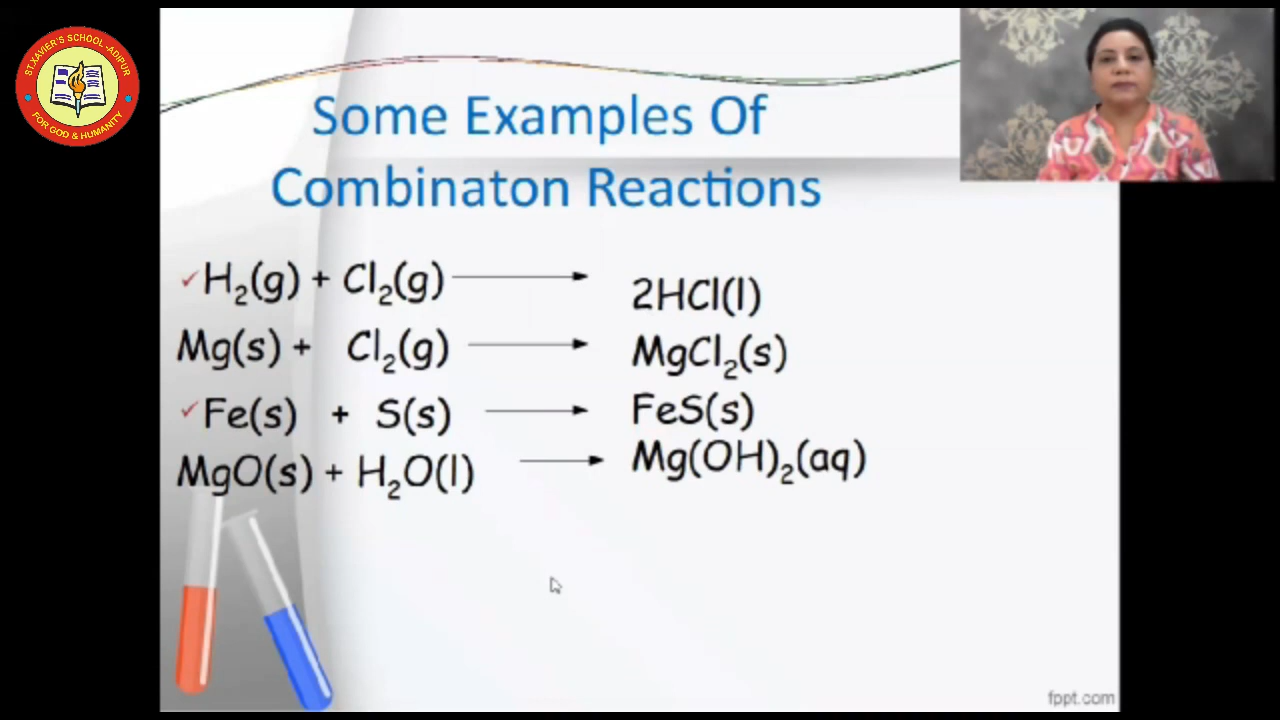 ST.XAVIER'S SCHOOL-ADIPUR
FOR GOD & HUMANITY
Some Examples Of
Combinaton Reactions
✓H₂(g) + Cl₂(g) → 2HCl(l)
Mg(s) + Cl₂(g) → MgCl₂(s)
✓Fe(s) + S(s) → FeS(s)
MgO(s) + H₂O(l) → Mg(OH)₂(aq)
fppt.com